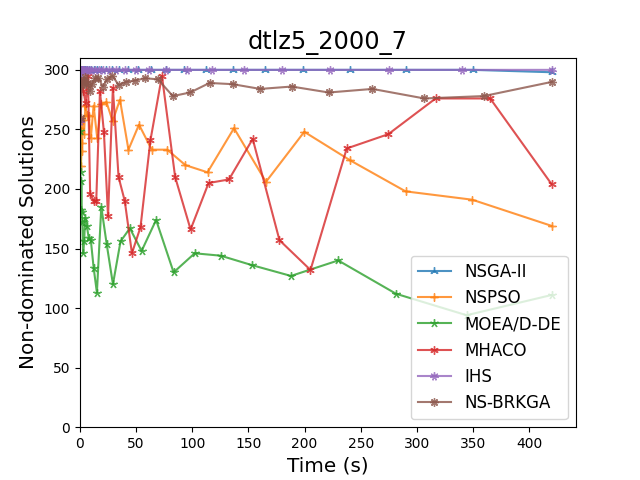 dtlz5_2000_7
Non-dominated Solutions
300
250
200
150
100
50
0
0 50 100 150 200 250 300 350 400
Time (s)
NSGA-II
NSPSO
MOEA/D-DE
MHACO
IHS
NS-BRKGA